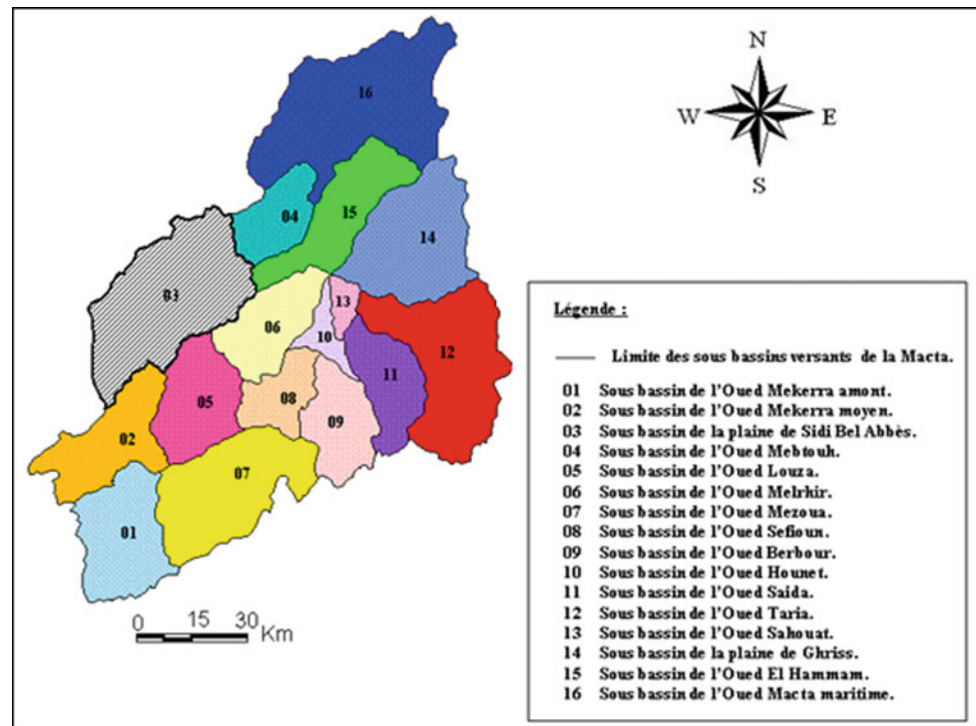 N
W E
S
16
04
15
14
03
13
06
10
12
11
05
08
09
02
07
01
0 15 30
Km
Légende :
Limite des sous bassins versants de la Macta.
01 Sous bassin de l'Oued Mekerra amont.
02 Sous bassin de l'Oued Mekerra moyen.
03 Sous bassin de la plaine de Sidi Bel Abbès.
04 Sous bassin de l'Oued Mebtouh.
05 Sous bassin de l'Oued Louza.
06 Sous bassin de l'Oued Melrhir.
07 Sous bassin de l'Oued Mezoua.
08 Sous bassin de l'Oued Sefioun.
09 Sous bassin de l'Oued Berbour.
10 Sous bassin de l'Oued Hounet.
11 Sous bassin de l'Oued Saida.
12 Sous bassin de l'Oued Taria.
13 Sous bassin de l'Oued Sahouat.
14 Sous bassin de la plaine de Ghriss.
15 Sous bassin de l'Oued El Hammam.
16 Sous bassin de l'Oued Macta maritime.